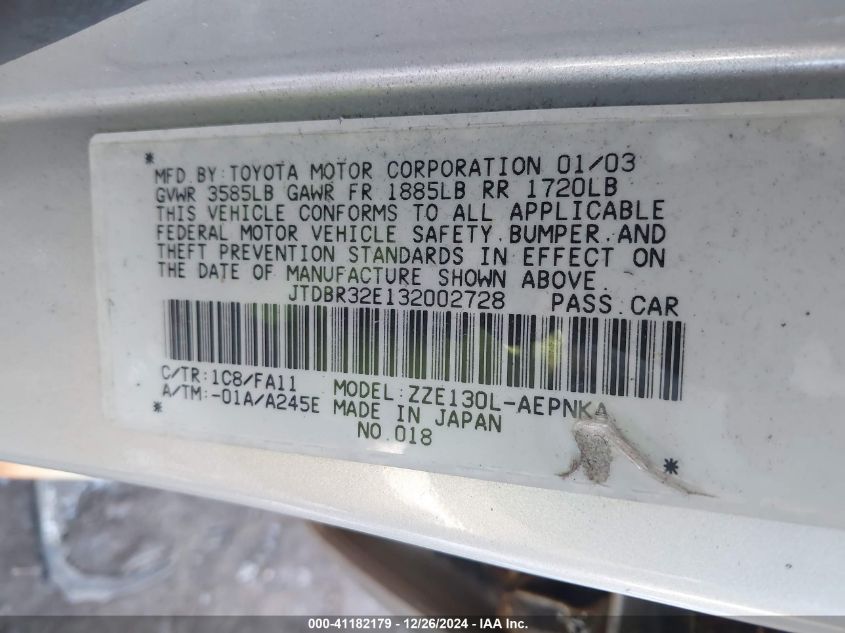 *
MFD.BY:TOYOTA MOTOR CORPORATION 01/03
GVWR 3585LB GAWR FR 1885LB RR 1720LB
THIS VEHICLE CONFORMS TO ALL APPLICABLE
FEDERAL MOTOR VEHICLE SAFETY,BUMPER,AND
THEFT PREVENTION STANDARDS IN EFFECT ON
THE DATE OF MANUFACTURE SHOWN ABOVE.
JTDBR32E132002728 PASS.CAR
C/TR:1C8/FA11 MODEL:ZZE130L-AEPNKA
A/TM:-01A/A245E MADE IN JAPAN
* NO.018 *
000-41182179 - 12/26/2024 - IAA Inc.